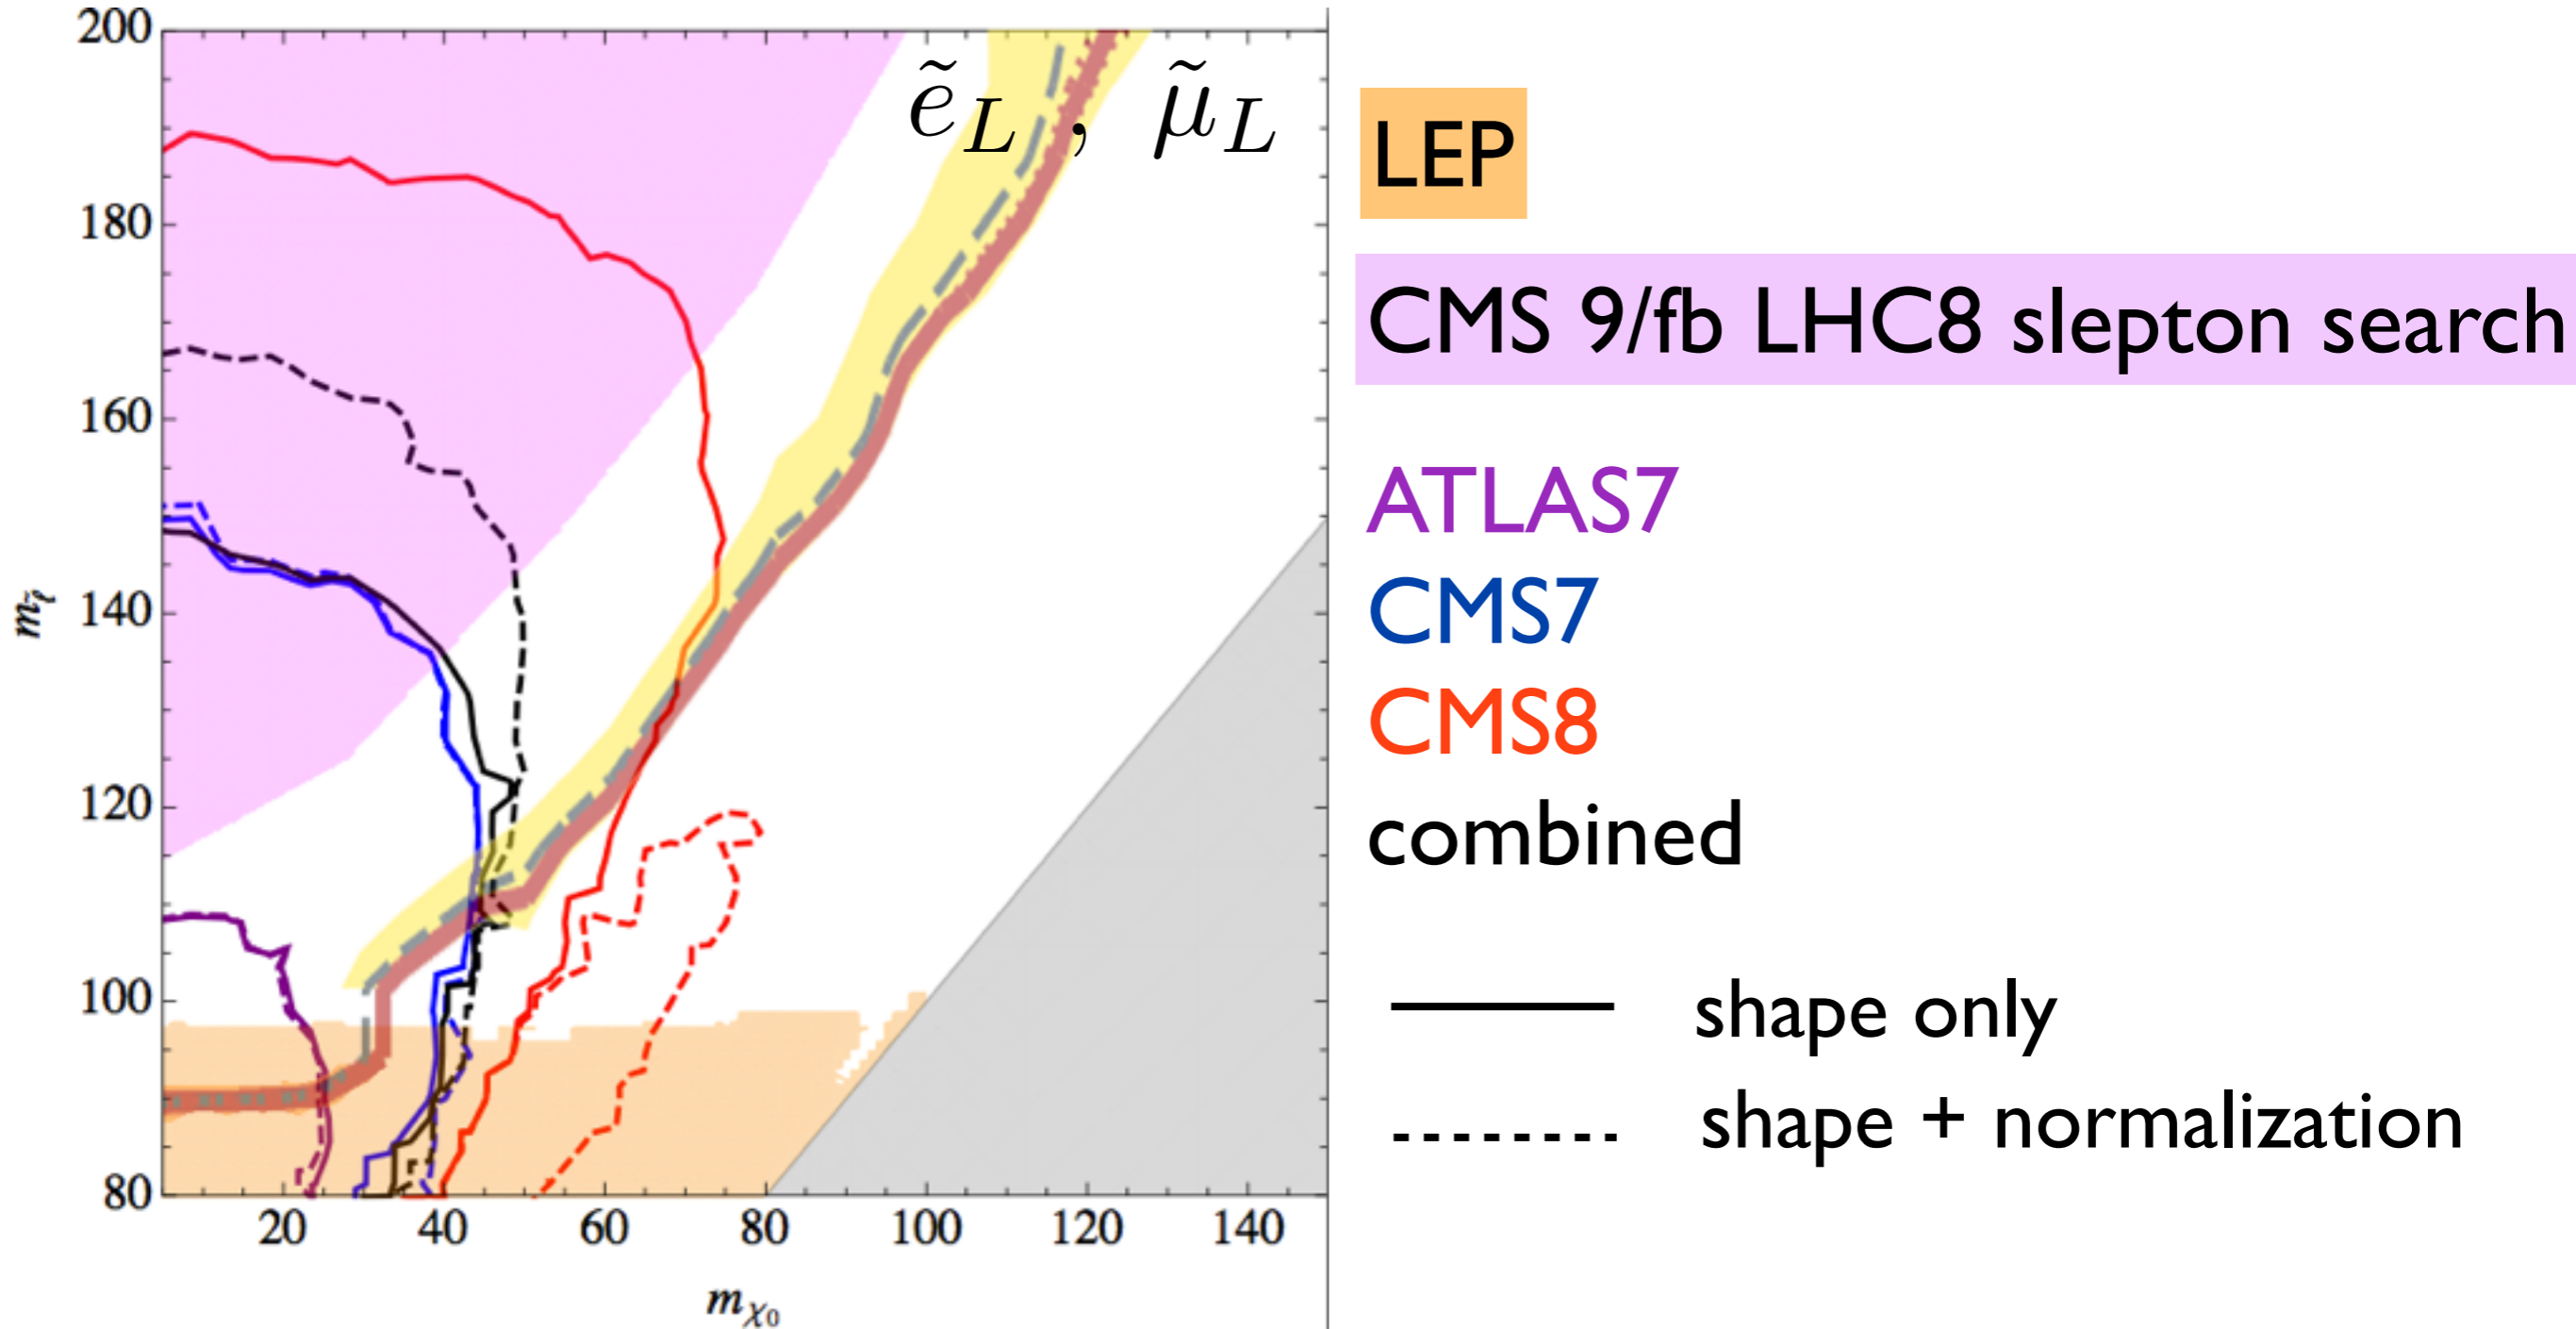 200
180
160
140
120
100
80
20 40 60 80 100 120 140
m_ℓ̃
m_χ₀
ẽ_L , μ̃_L
LEP
CMS 9/fb LHC8 slepton search
ATLAS7
CMS7
CMS8
combined
shape only
shape + normalization